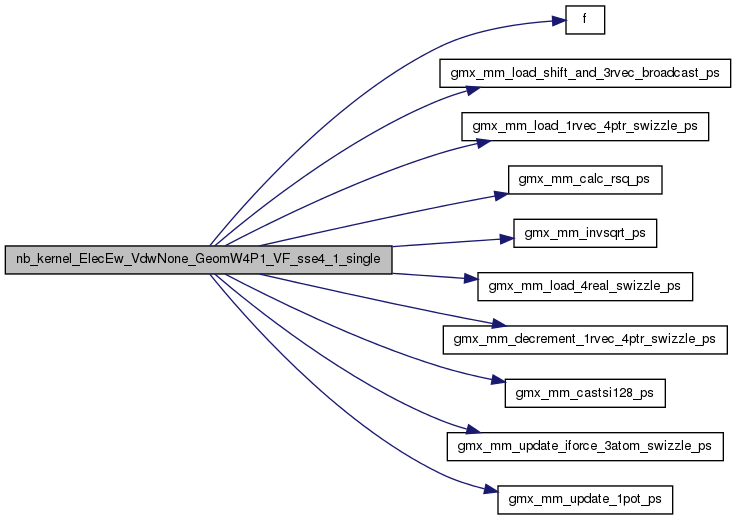 f
gmx_mm_load_shift_and_3rvec_broadcast_ps
gmx_mm_load_1rvec_4ptr_swizzle_ps
gmx_mm_calc_rsq_ps
gmx_mm_invsqrt_ps
nb_kernel_ElecEw_VdwNone_GeomW4P1_VF_sse4_1_single
gmx_mm_load_4real_swizzle_ps
gmx_mm_decrement_1rvec_4ptr_swizzle_ps
gmx_mm_castsi128_ps
gmx_mm_update_iforce_3atom_swizzle_ps
gmx_mm_update_1pot_ps